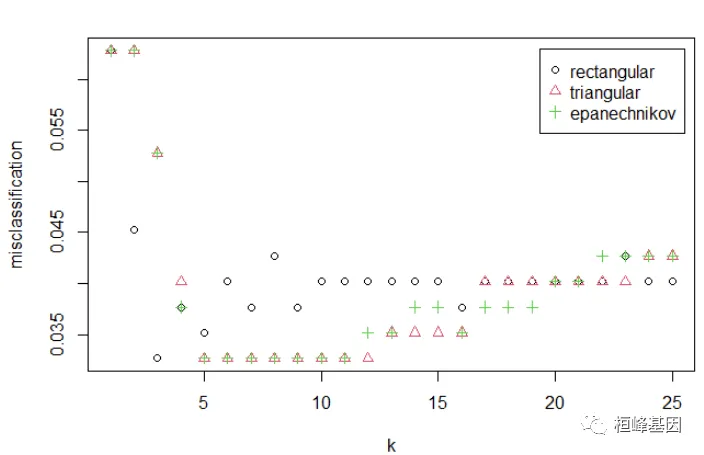 rectangular
triangular
epanechnikov
misclassification
0.055
0.045
0.035
5
10
15
20
25
k
桓峰基因